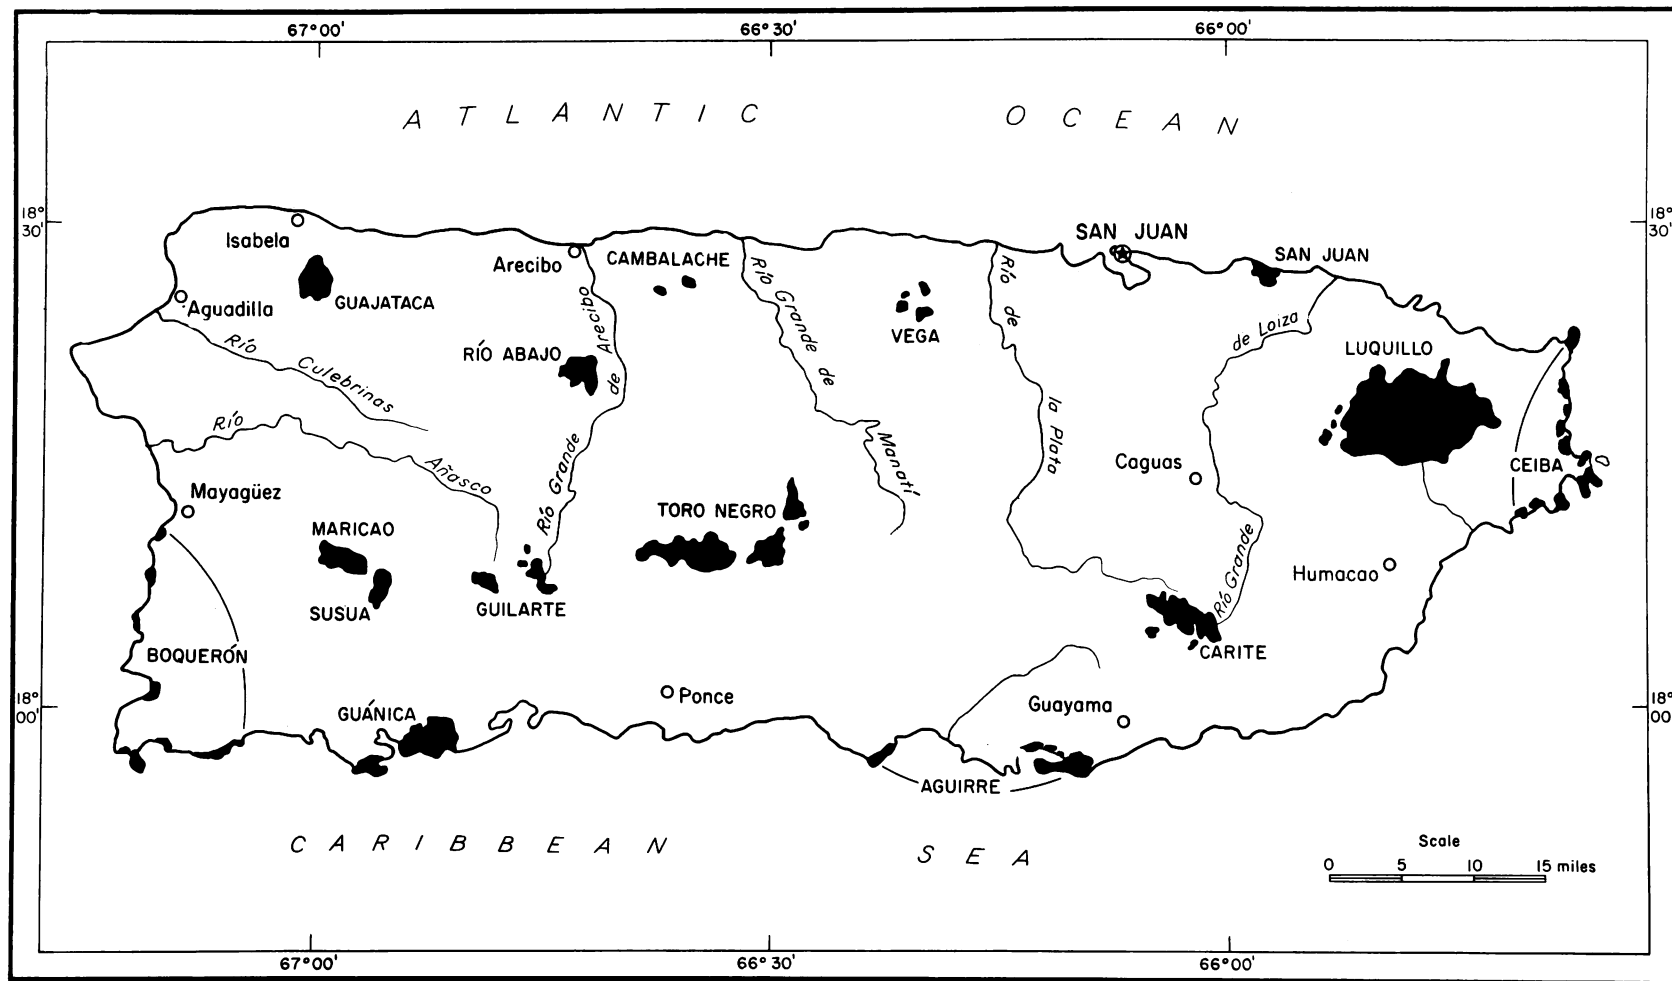 67°00' 66°30' 66°00'
ATLANTIC OCEAN
18° 30'
18° 30'
Isabela
Arecibo
CAMBALACHE
SAN JUAN
SAN JUAN
Aguadilla
GUAJATACA
VEGA
RÍO ABAJO
LUQUILLO
Río Culebrinas
Río Grande de Arecibo
Río Grande de Manatí
Río de la Plata
Río Grande de Loiza
Río Añasco
Mayagüez
Caguas
CEIBA
MARICAO
TORO NEGRO
Humacao
SUSUA
GUILARTE
CARITE
BOQUERÓN
18° 00'
18° 00'
GUÁNICA
Ponce
Guayama
AGUIRRE
CARIBBEAN SEA
Scale
0 5 10 15 miles
67°00' 66°30' 66°00'